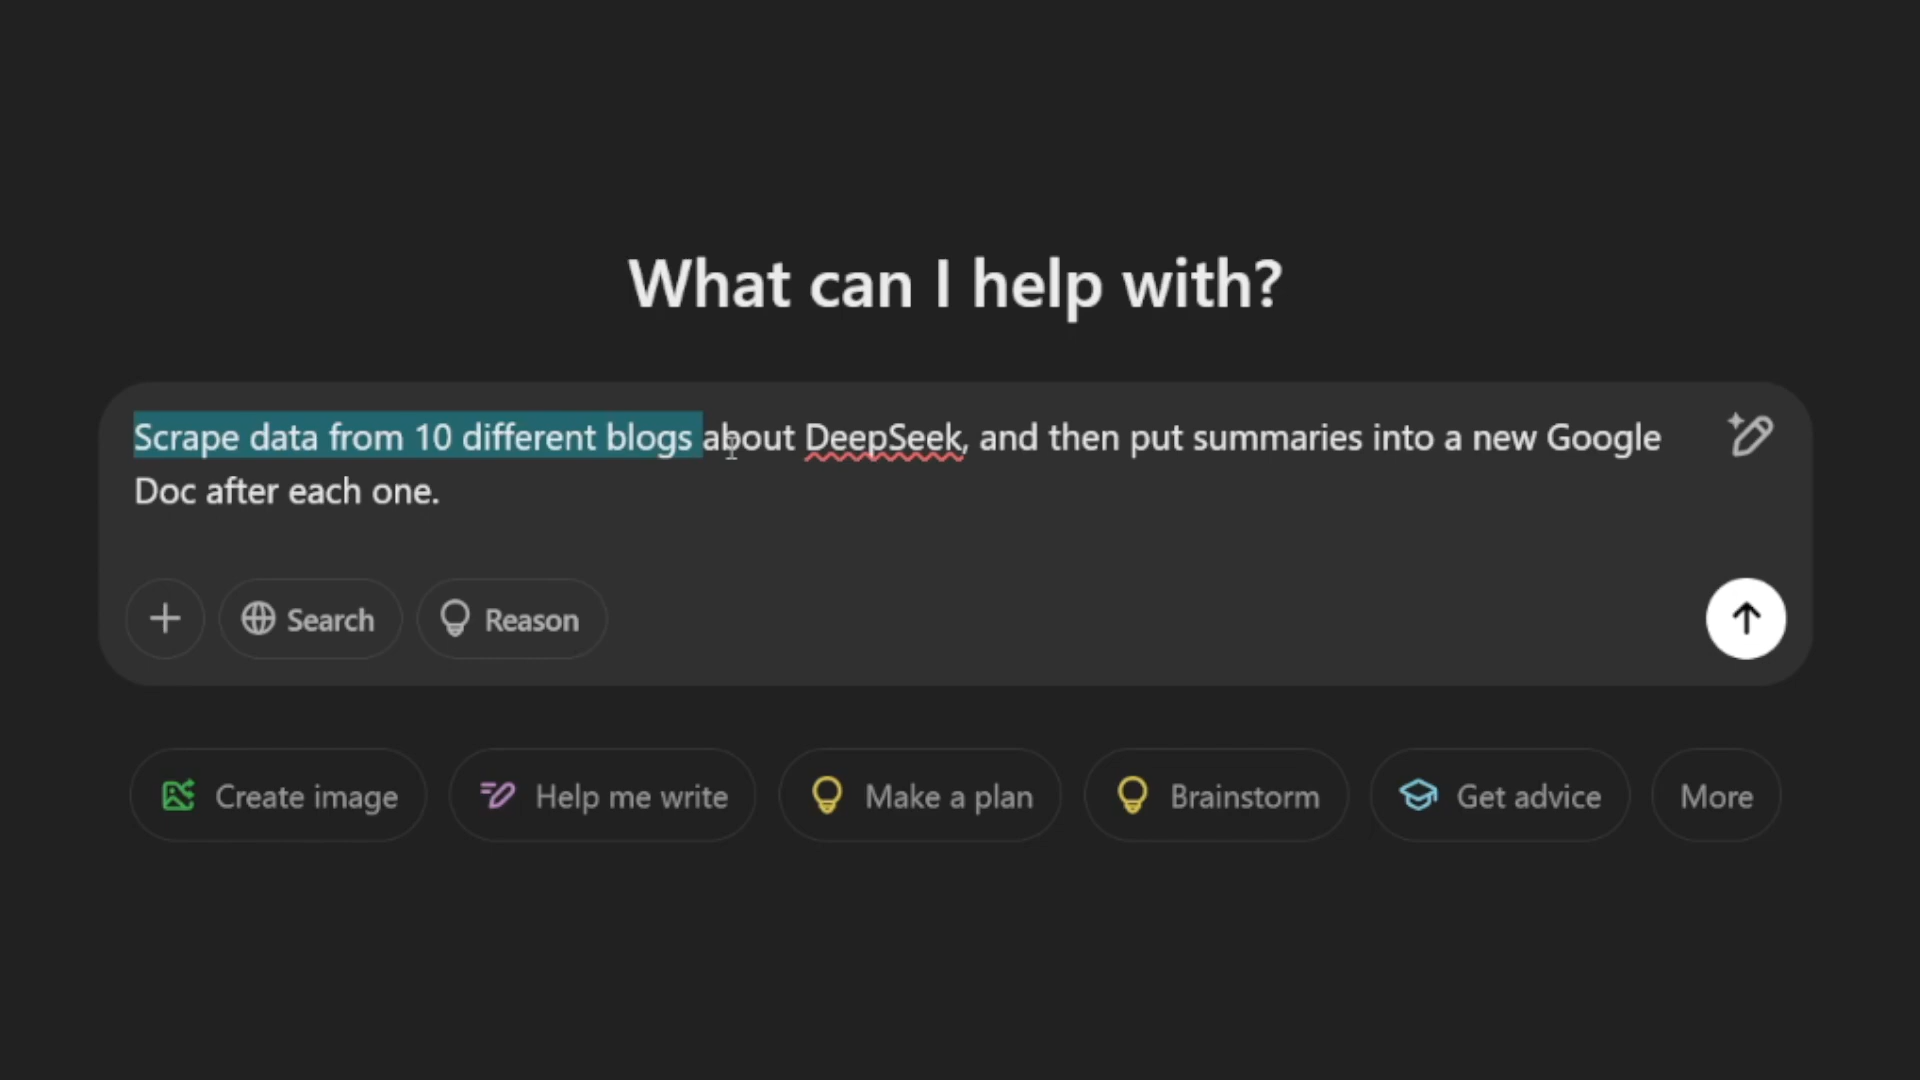 What can I help with?
Scrape data from 10 different blogs about DeepSeek, and then put summaries into a new Google
Doc after each one.
Search Reason
Create image Help me write Make a plan Brainstorm Get advice More